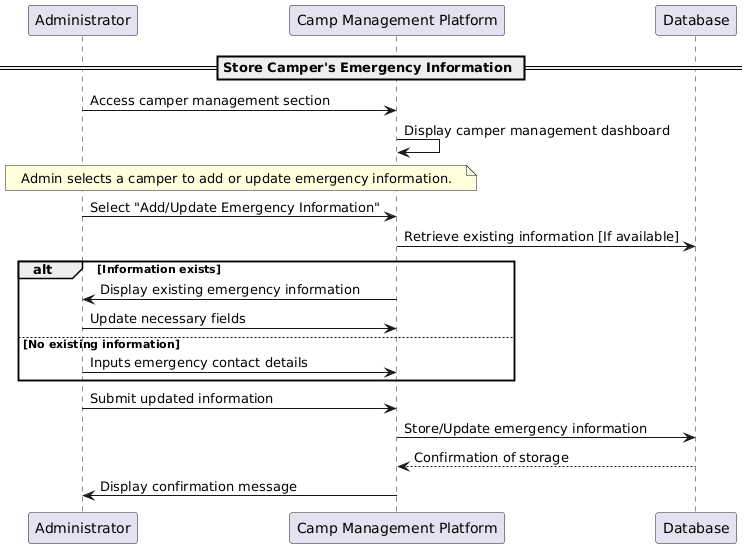 Administrator
Camp Management Platform
Database
Store Camper's Emergency Information
Access camper management section
Display camper management dashboard
Admin selects a camper to add or update emergency information.
Select "Add/Update Emergency Information"
Retrieve existing information [If available]
alt
[Information exists]
Display existing emergency information
Update necessary fields
[No existing information]
Inputs emergency contact details
Submit updated information
Store/Update emergency information
Confirmation of storage
Display confirmation message
Administrator
Camp Management Platform
Database